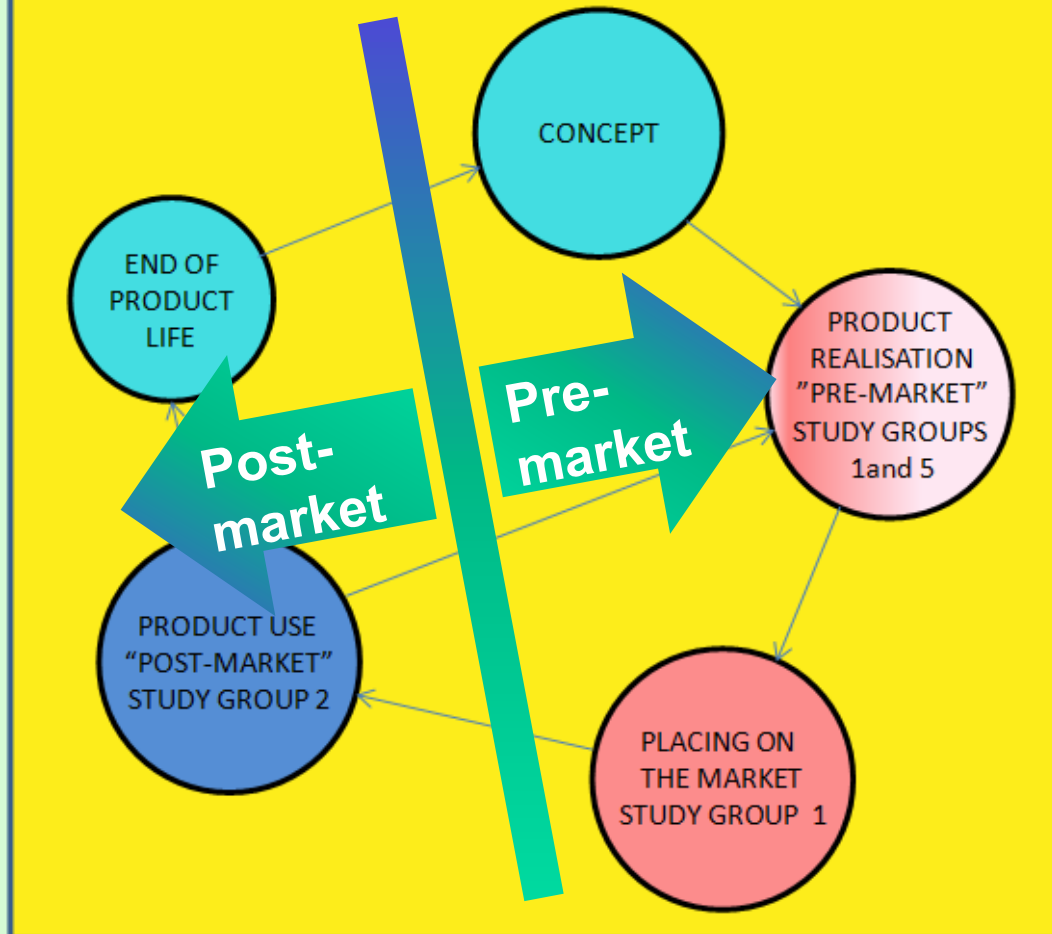 CONCEPT
END OF
PRODUCT
LIFE
PRODUCT
REALISATION
”PRE-MARKET”
STUDY GROUPS
1and 5
Pre-
market
Post-
market
PRODUCT USE
“POST-MARKET”
STUDY GROUP 2
PLACING ON
THE MARKET
STUDY GROUP 1